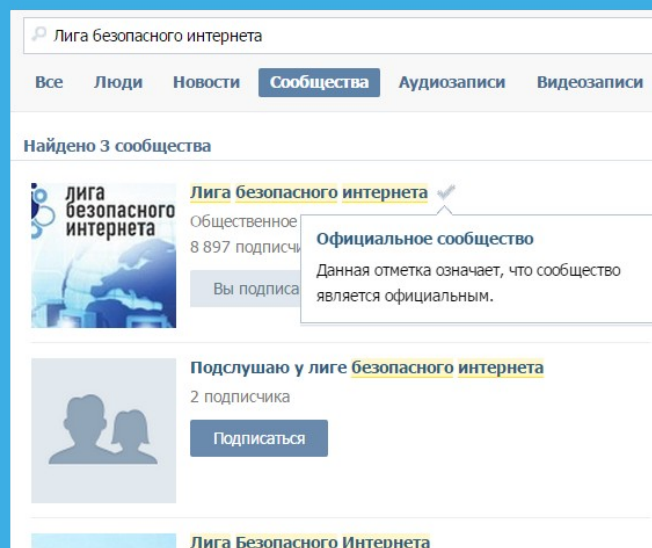 Лига безопасного интернета
Все Люди Новости Сообщества Аудиозаписи Видеозаписи
Найдено 3 сообщества
лига
безопасного
интернета
Лига безопасного интернета
Общественное
8 897 подписч
Вы подписа
Официальное сообщество
Данная отметка означает, что сообщество
является официальным.
Подслушаю у лиге безопасного интернета
2 подписчика
Подписаться
Лига Безопасного Интернета